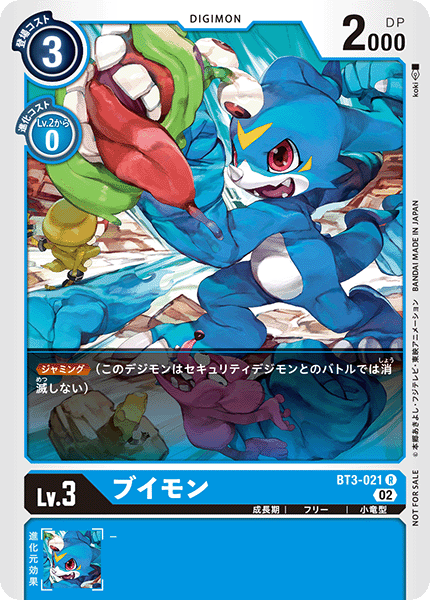 DIGIMON
登場コスト
3
進化コスト
Lv.2から
0
DP
2000
koki
© 本郷あきよし・フジテレビ・東映アニメーション BANDAI MADE IN JAPAN
ジャミング (このデジモンはセキュリティデジモンとのバトルでは消
しょう
滅しない)
めつ
BT3-021 R
Lv.3 ブイモン
02
成長期 | フリー | 小竜型
NOT FOR SALE
進化元効果
-